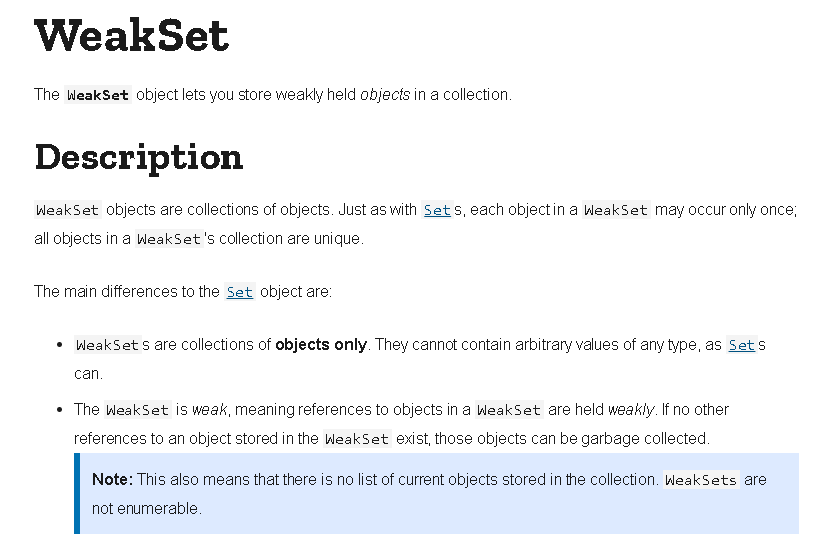 WeakSet
The WeakSet object lets you store weakly held objects in a collection.
Description
WeakSet objects are collections of objects. Just as with Set s, each object in a WeakSet may occur only once;
all objects in a WeakSet 's collection are unique.
The main differences to the Set object are:
• WeakSet s are collections of objects only. They cannot contain arbitrary values of any type, as Set s
can.
• The WeakSet is weak, meaning references to objects in a WeakSet are held weakly. If no other
references to an object stored in the WeakSet exist, those objects can be garbage collected.
Note: This also means that there is no list of current objects stored in the collection. WeakSets are
not enumerable.